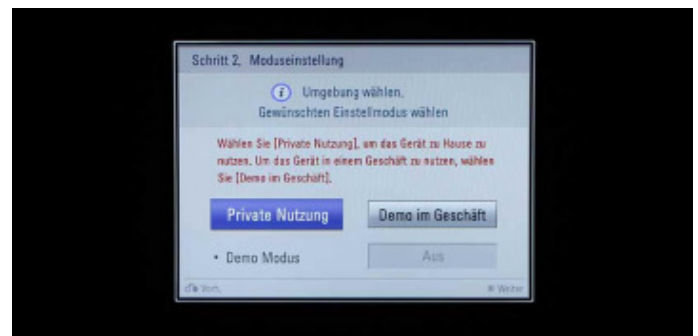 Schritt 2, Moduseinstellung
Umgebung wählen.
Gewünschten Einstellmodus wählen
Wählen Sie [Private Nutzung], um das Gerät zu Hause zu
nutzen. Um das Gerät in einem Geschäft zu nutzen, wählen
Sie [Demo im Geschäft].
Private Nutzung
Demo im Geschäft
• Demo Modus
Aus
Vorh.
Weiter